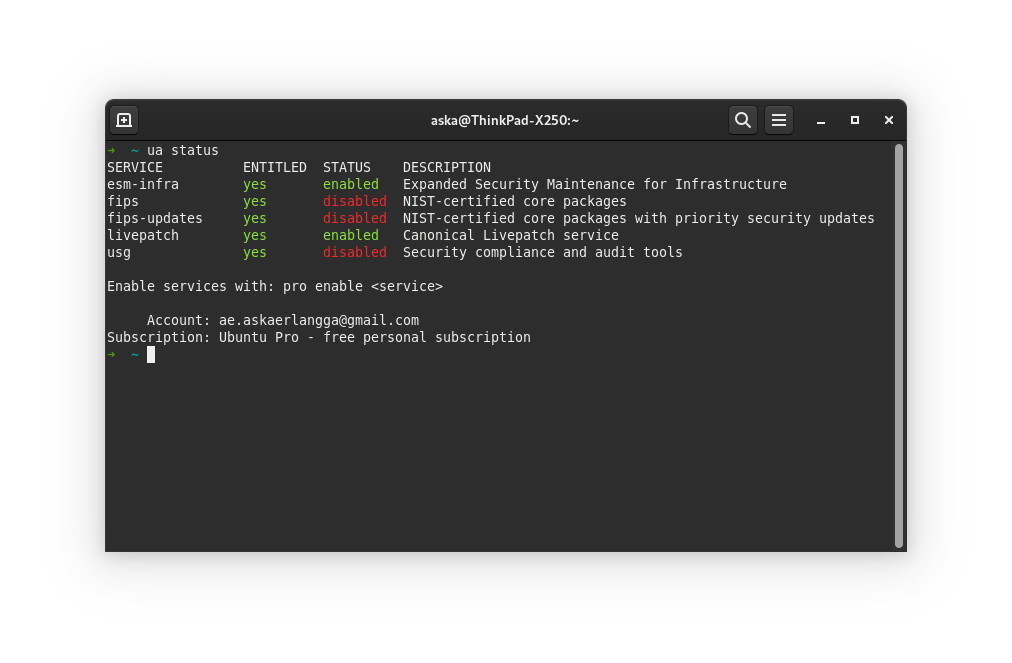 aska@ThinkPad-X250:~
➜  ~ ua status
SERVICE          ENTITLED  STATUS    DESCRIPTION
esm-infra        yes       enabled   Expanded Security Maintenance for Infrastructure
fips             yes       disabled  NIST-certified core packages
fips-updates     yes       disabled  NIST-certified core packages with priority security updates
livepatch        yes       enabled   Canonical Livepatch service
usg              yes       disabled  Security compliance and audit tools
Enable services with: pro enable <service>
     Account: ae.askaerlangga@gmail.com
Subscription: Ubuntu Pro - free personal subscription
➜  ~